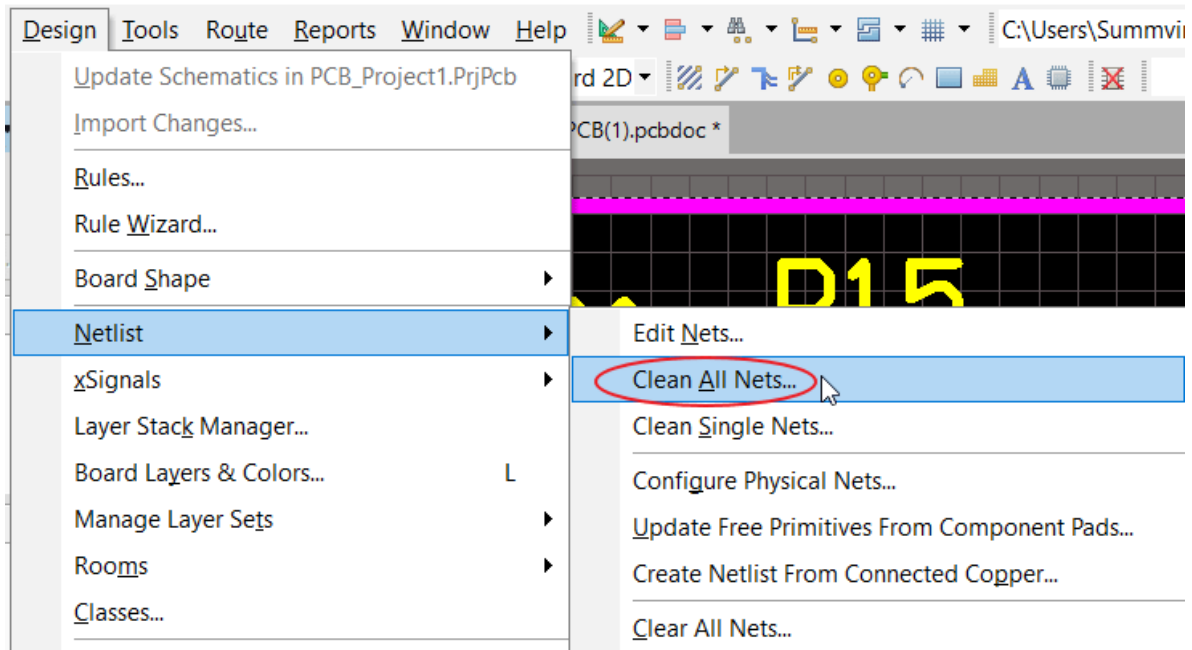 Design Tools Route Reports Window Help C:\Users\Summvi
Update Schematics in PCB_Project1.PrjPcb
rd 2D
A
Import Changes...
PCB(1).pcbdoc *
Rules...
Rule Wizard...
Board Shape
Netlist
xSignals
Layer Stack Manager...
Board Layers & Colors... L
Manage Layer Sets
Rooms
Classes...
Edit Nets...
Clean All Nets...
Clean Single Nets...
Configure Physical Nets...
Update Free Primitives From Component Pads...
Create Netlist From Connected Copper...
Clear All Nets...